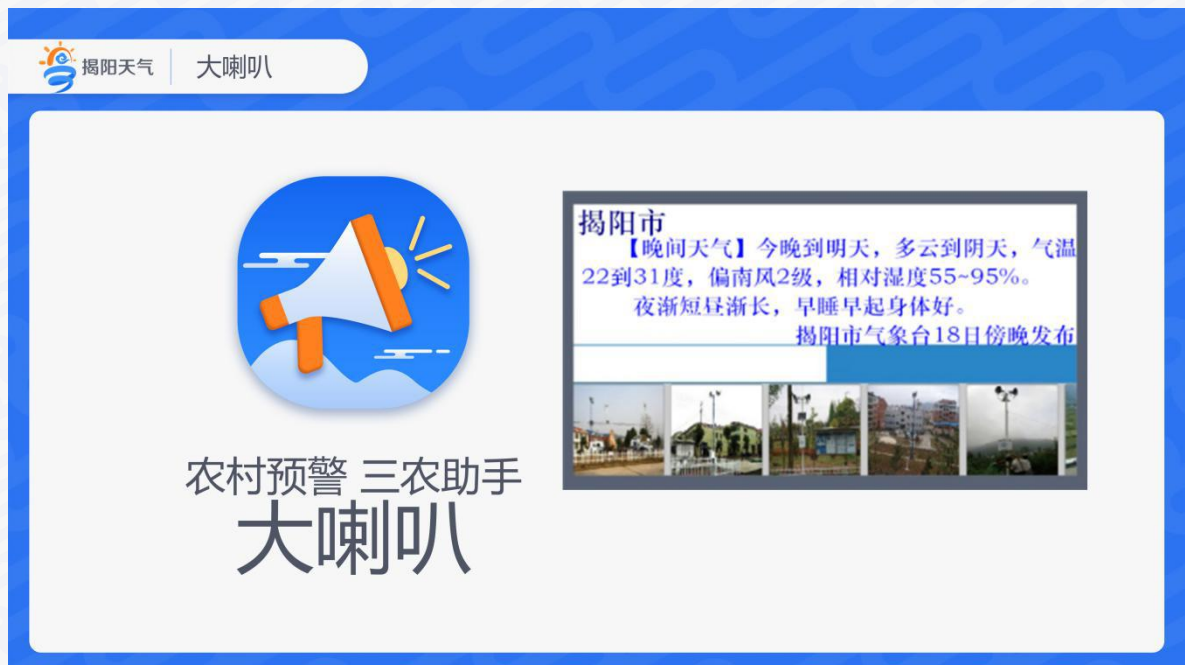 揭阳天气 大喇叭
农村预警 三农助手
大喇叭
揭阳市
【晚间天气】今晚到明天，多云到阴天，气温
22到31度，偏南风2级，相对湿度55~95%。
夜渐短昼渐长，早睡早起身体好。
揭阳市气象台18日傍晚发布